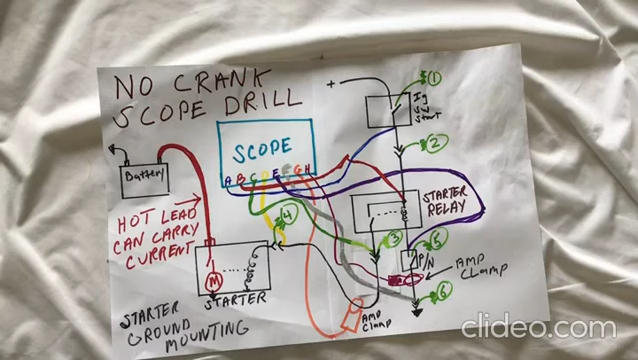 NO CRANK
SCOPE DRILL
+
①
Ig
SW
Start
②
SCOPE
A B C D E F G H
Battery
STARTER
RELAY
HOT LEAD
CAN CARRY
CURRENT
④
③
⑤
P/N
AMP
CLAMP
M
STARTER
⑥
AMP
Clamp
STARTER
GROUND
MOUNTING
clideo.com